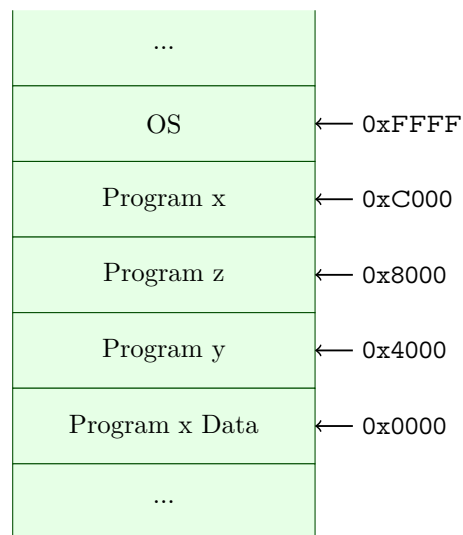 ...
OS 0xFFFF
Program x 0xC000
Program z 0x8000
Program y 0x4000
Program x Data 0x0000
...